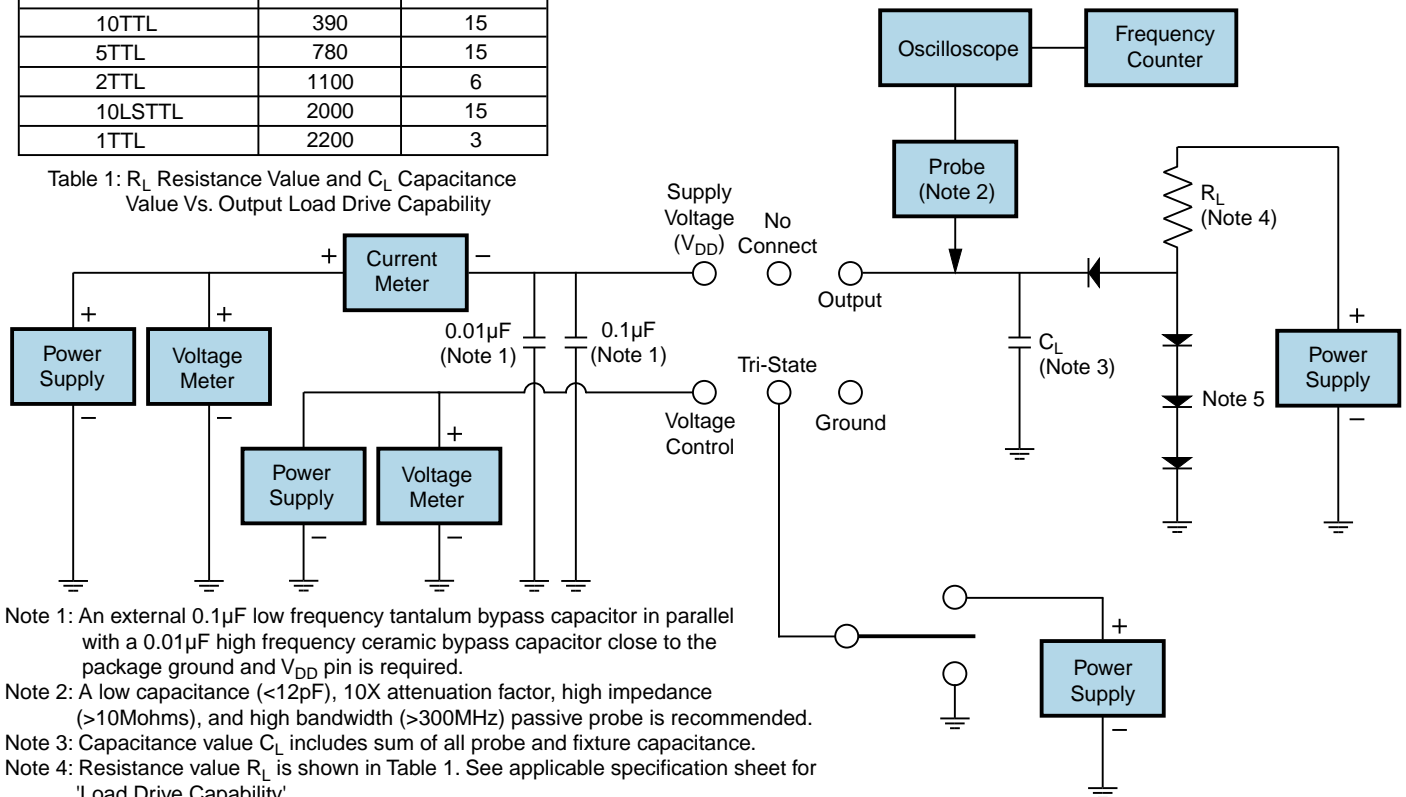 10TTL 390 15
5TTL 780 15
2TTL 1100 6
10LSTTL 2000 15
1TTL 2200 3
Table 1: RL Resistance Value and CL Capacitance
Value Vs. Output Load Drive Capability
Oscilloscope
Frequency
Counter
Probe
(Note 2)
RL
(Note 4)
Supply
Voltage
(VDD)
No
Connect
Output
+
Current
Meter
−
+
Power
Supply
−
+
Voltage
Meter
−
0.01µF
(Note 1)
0.1µF
(Note 1)
CL
(Note 3)
Note 5
+
Power
Supply
−
Tri-State
Voltage
Control
Ground
Power
Supply
−
+
Voltage
Meter
−
+
Power
Supply
−
Note 1: An external 0.1µF low frequency tantalum bypass capacitor in parallel
with a 0.01µF high frequency ceramic bypass capacitor close to the
package ground and VDD pin is required.
Note 2: A low capacitance (<12pF), 10X attenuation factor, high impedance
(>10Mohms), and high bandwidth (>300MHz) passive probe is recommended.
Note 3: Capacitance value CL includes sum of all probe and fixture capacitance.
Note 4: Resistance value RL is shown in Table 1. See applicable specification sheet for
'Load Drive Capability'